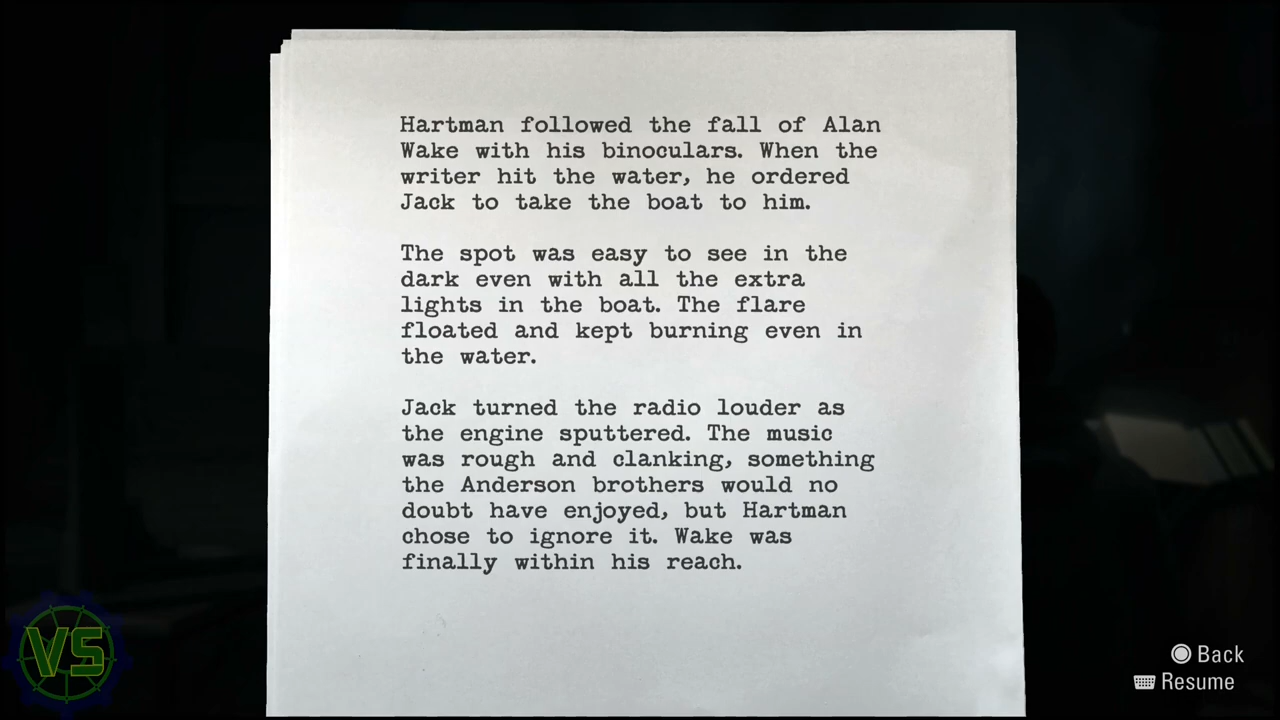 Hartman followed the fall of Alan
Wake with his binoculars. When the
writer hit the water, he ordered
Jack to take the boat to him.
The spot was easy to see in the
dark even with all the extra
lights in the boat. The flare
floated and kept burning even in
the water.
Jack turned the radio louder as
the engine sputtered. The music
was rough and clanking, something
the Anderson brothers would no
doubt have enjoyed, but Hartman
chose to ignore it. Wake was
finally within his reach.
VS
Back
Resume